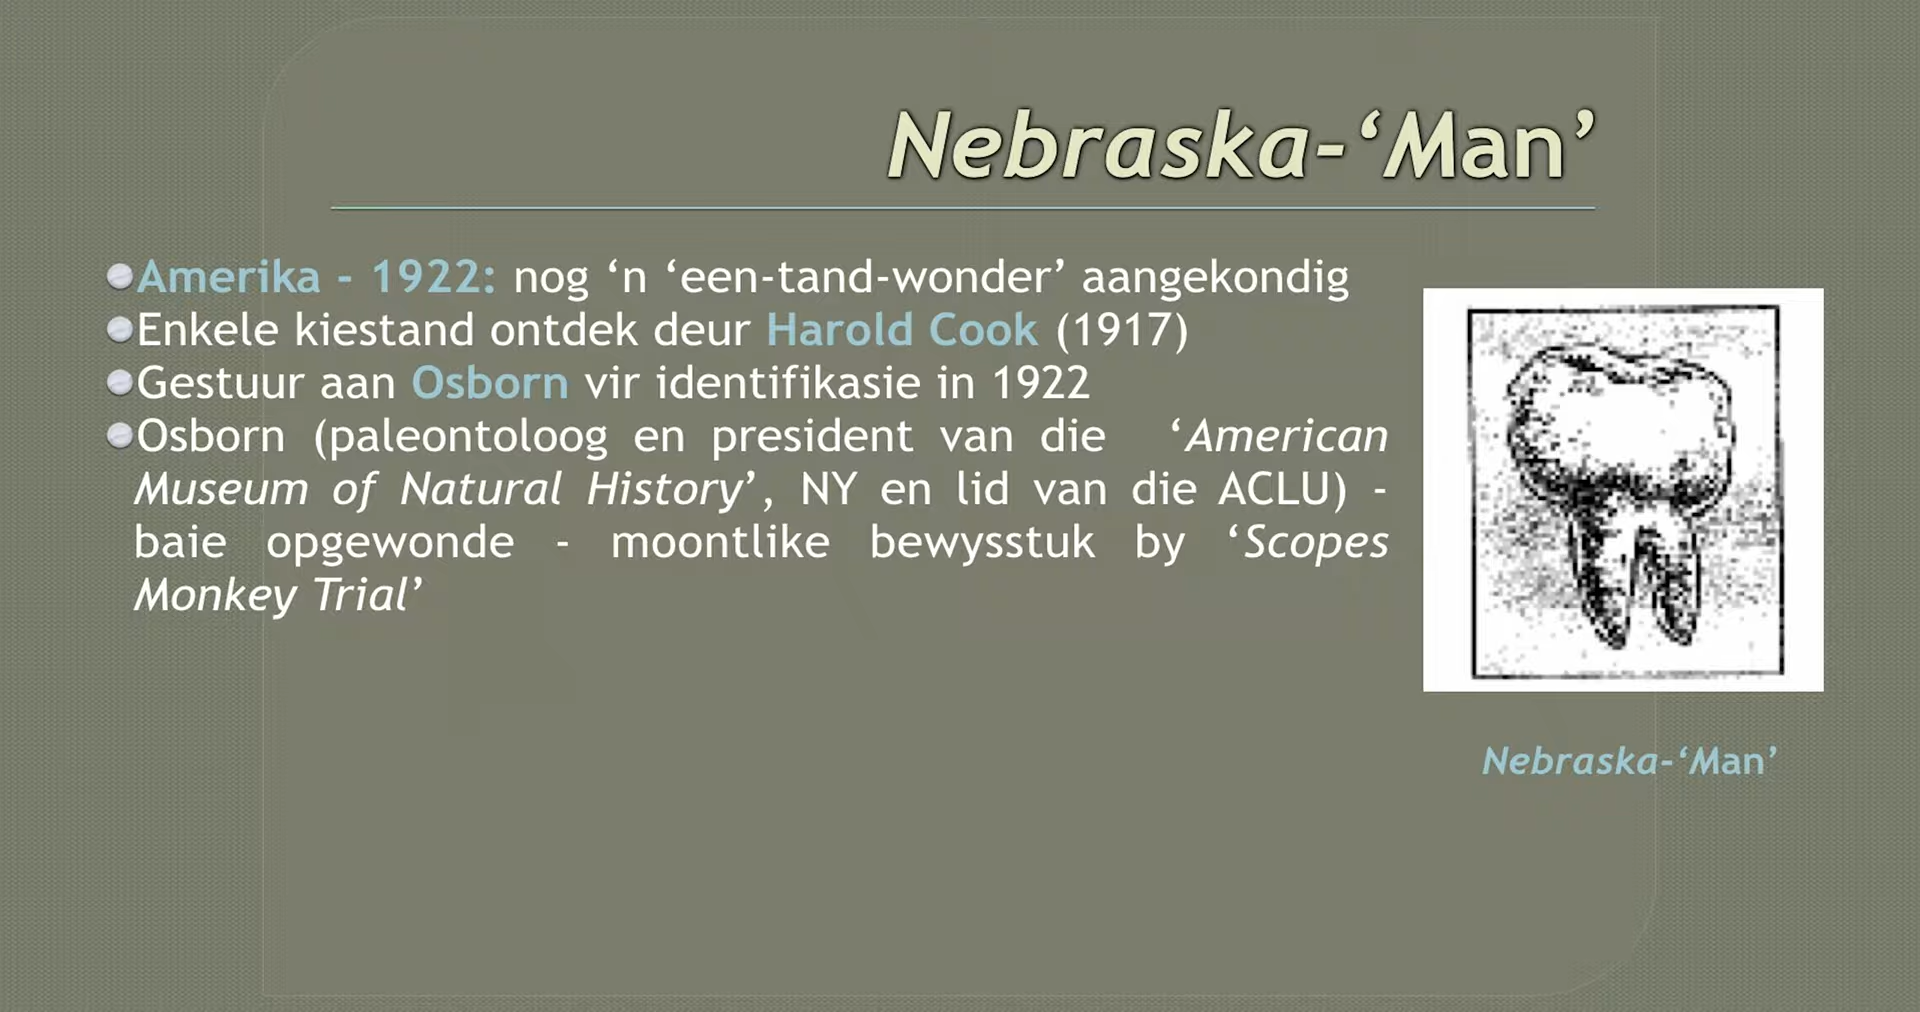 Nebraska-‘Man’
Amerika - 1922: nog ‘n ‘een-tand-wonder’ aangekondig
Enkele kiestand ontdek deur Harold Cook (1917)
Gestuur aan Osborn vir identifikasie in 1922
Osborn (paleontoloog en president van die ‘American
Museum of Natural History’, NY en lid van die ACLU) -
baie opgewonde - moontlike bewysstuk by ‘Scopes
Monkey Trial’
Nebraska-‘Man’